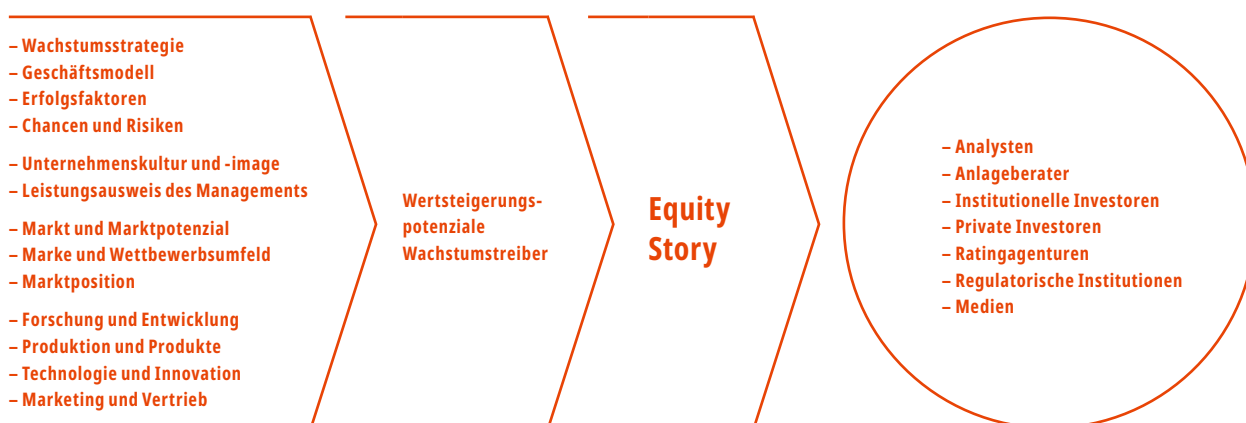 – Wachstumsstrategie
– Geschäftsmodell
– Erfolgsfaktoren
– Chancen und Risiken
– Unternehmenskultur und -image
– Leistungsausweis des Managements
– Markt und Marktpotenzial
– Marke und Wettbewerbsumfeld
– Marktposition
– Forschung und Entwicklung
– Produktion und Produkte
– Technologie und Innovation
– Marketing und Vertrieb
Wertsteigerungs-
potenziale
Wachstumstreiber
Equity
Story
– Analysten
– Anlageberater
– Institutionelle Investoren
– Private Investoren
– Ratingagenturen
– Regulatorische Institutionen
– Medien